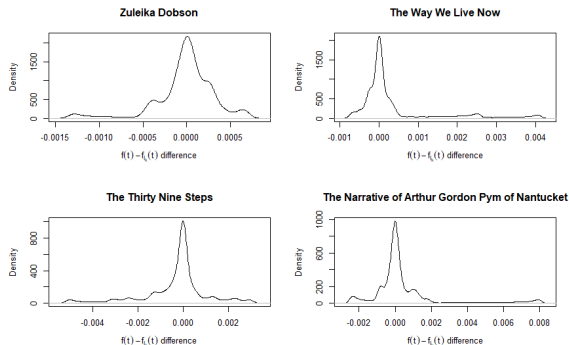 Zuleika Dobson
Density
0 500 1500
-0.0015 -0.0010 -0.0005 0.0000 0.0005
f(t) − fₖ(t) difference
The Way We Live Now
Density
0 500 1500
-0.001 0.000 0.001 0.002 0.003 0.004
f(t) − fₖ(t) difference
The Thirty Nine Steps
Density
0 400 800
-0.004 -0.002 0.000 0.002
f(t) − fₖ(t) difference
The Narrative of Arthur Gordon Pym of Nantucket
Density
0 200 600 1000
-0.002 0.000 0.002 0.004 0.006 0.008
f(t) − fₖ(t) difference